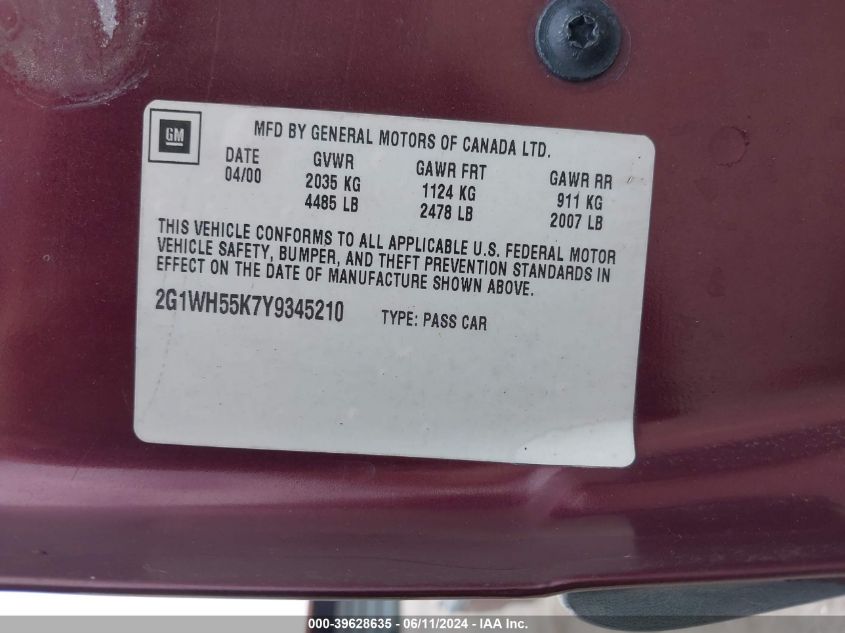 GM
MFD BY GENERAL MOTORS OF CANADA LTD.
DATE GVWR GAWR FRT GAWR RR
04/00 2035 KG 1124 KG 911 KG
4485 LB 2478 LB 2007 LB
THIS VEHICLE CONFORMS TO ALL APPLICABLE U.S. FEDERAL MOTOR
VEHICLE SAFETY, BUMPER, AND THEFT PREVENTION STANDARDS IN
EFFECT ON THE DATE OF MANUFACTURE SHOWN ABOVE.
2G1WH55K7Y9345210 TYPE: PASS CAR
000-39628635 - 06/11/2024 - IAA Inc.